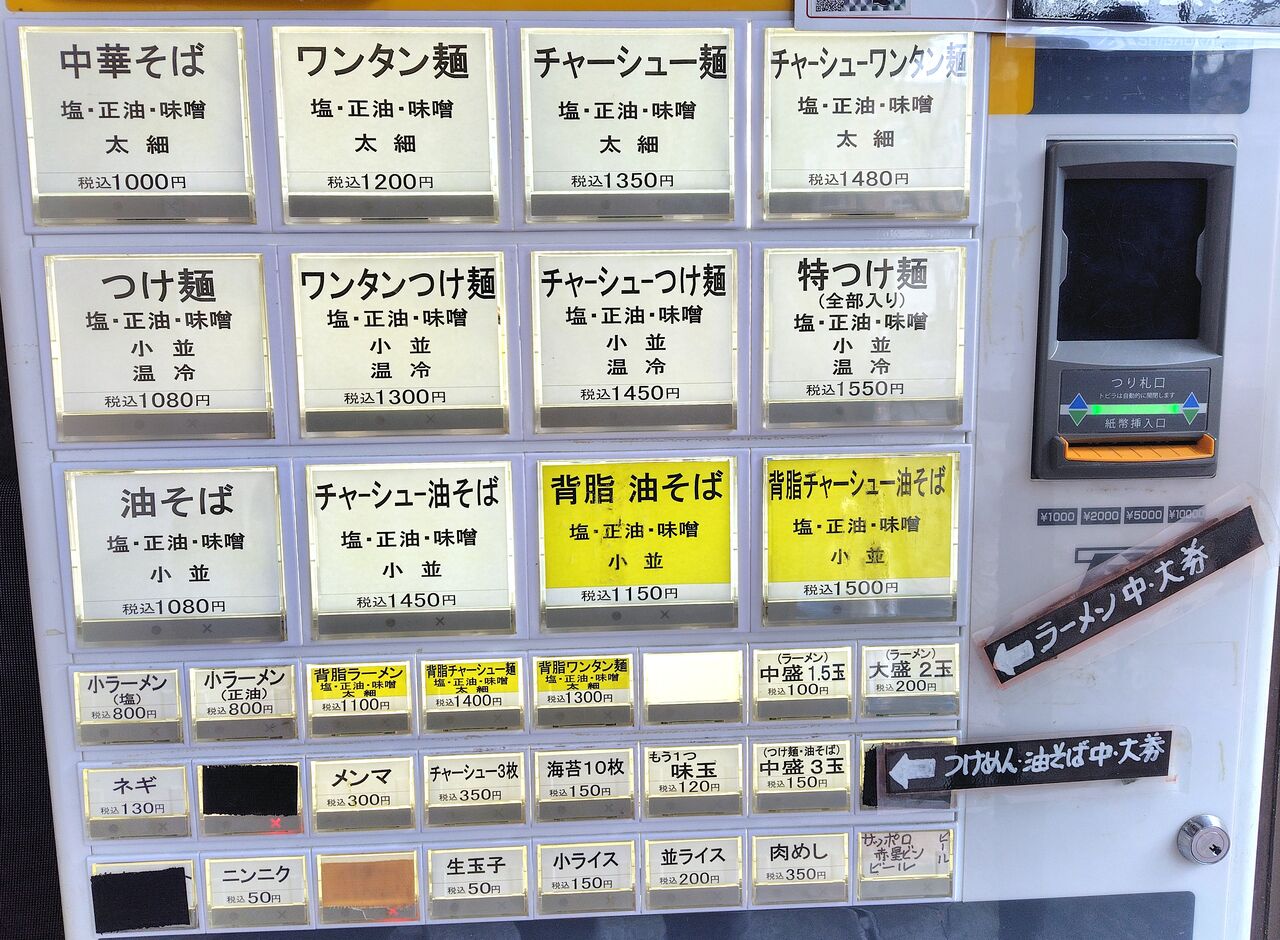 中華そば
塩・正油・味噌
太 細
税込1000円
ワンタン麺
塩・正油・味噌
太 細
税込1200円
チャーシュー麺
塩・正油・味噌
太 細
税込1350円
チャーシューワンタン麺
塩・正油・味噌
太 細
税込1480円
つけ麺
塩・正油・味噌
小 並
温 冷
税込1080円
ワンタンつけ麺
塩・正油・味噌
小 並
温 冷
税込1300円
チャーシューつけ麺
塩・正油・味噌
小 並
温 冷
税込1450円
特つけ麺
(全部入り)
塩・正油・味噌
小 並
温 冷
税込1550円
油そば
塩・正油・味噌
小 並
税込1080円
チャーシュー油そば
塩・正油・味噌
小 並
税込1450円
背脂 油そば
塩・正油・味噌
小 並
税込1150円
背脂チャーシュー油そば
塩・正油・味噌
小 並
税込1500円
小ラーメン
(塩)
税込800円
小ラーメン
(正油)
税込800円
背脂ラーメン
塩・正油・味噌
太 細
税込1100円
背脂チャーシュー麺
塩・正油・味噌
太 細
税込1400円
背脂ワンタン麺
塩・正油・味噌
太 細
税込1300円
(ラーメン)
中盛 1.5玉
税込100円
(ラーメン)
大盛 2玉
税込200円
ネギ
税込130円
メンマ
税込300円
チャーシュー3枚
税込350円
海苔10枚
税込150円
もう1つ
味玉
税込120円
(つけ麺・油そば)
中盛 3玉
税込150円
ニンニク
税込50円
生玉子
税込50円
小ライス
税込150円
並ライス
税込200円
肉めし
税込350円
サッポロ
赤星ビン
ビール
ビール
つり札口
トビラは自動的に開閉します
紙幣挿入口
¥1000 ¥2000 ¥5000 ¥10000
←ラーメン中・大券
←つけめん・油そば中・大券